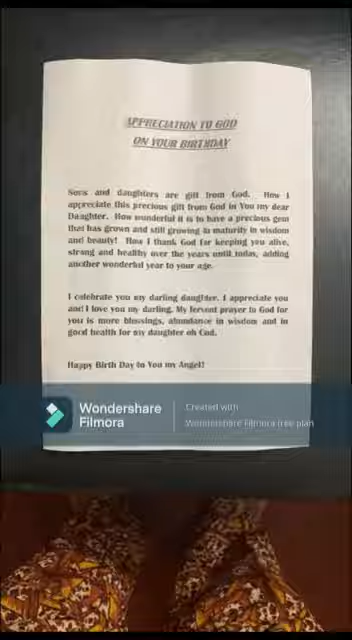 APPRECIATION TO GOD
ON YOUR BIRTHDAY
Sons and daughters are gift from God. How I
appreciate this precious gift from God in You my dear
Daughter. How wonderful it is to have a precious gem
that has grown and still growing in maturity in wisdom
and beauty! How I thank God for keeping you alive,
strong and healthy over the years until today, adding
another wonderful year to your age.
I celebrate you my darling daughter. I appreciate you
and I love you my darling. My fervent prayer to God for
you is more blessings, abundance in wisdom and in
good health for my daughter oh God.
Happy Birth Day to You my Angel!
Wondershare
Filmora
Created with
Wondershare Filmora free plan